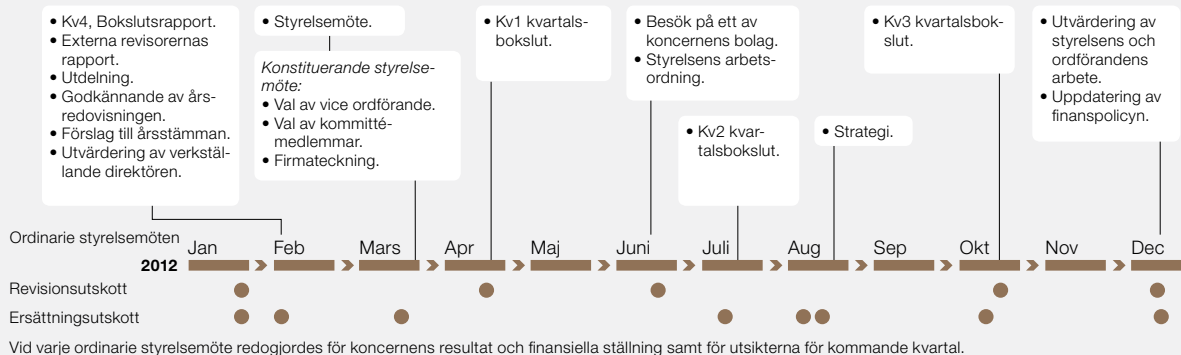 • Kv4, Bokslutsrapport.
• Externa revisorernas
rapport.
• Utdelning.
• Godkännande av års-
redovisningen.
• Förslag till årsstämman.
• Utvärdering av verkstäl-
lande direktören.
• Styrelsemöte.
Konstituerande styrelse-
möte:
• Val av vice ordförande.
• Val av kommitté-
medlemmar.
• Firmateckning.
• Kv1 kvartals-
bokslut.
• Besök på ett av
koncernens bolag.
• Styrelsens arbets-
ordning.
• Kv2 kvar-
talsbokslut.
• Strategi.
Kv3 kvartalsbok-
slut.
• Utvärdering av
styrelsens och
ordförandens
arbete.
• Uppdatering av
finanspolicyn.
Ordinarie styrelsemöten
2012
Jan Feb Mars Apr Maj Juni Juli Aug Sep Okt Nov Dec
Revisionsutskott
Ersättningsutskott
Vid varje ordinarie styrelsemöte redogjordes för koncernens resultat och finansiella ställning samt för utsikterna för kommande kvartal.